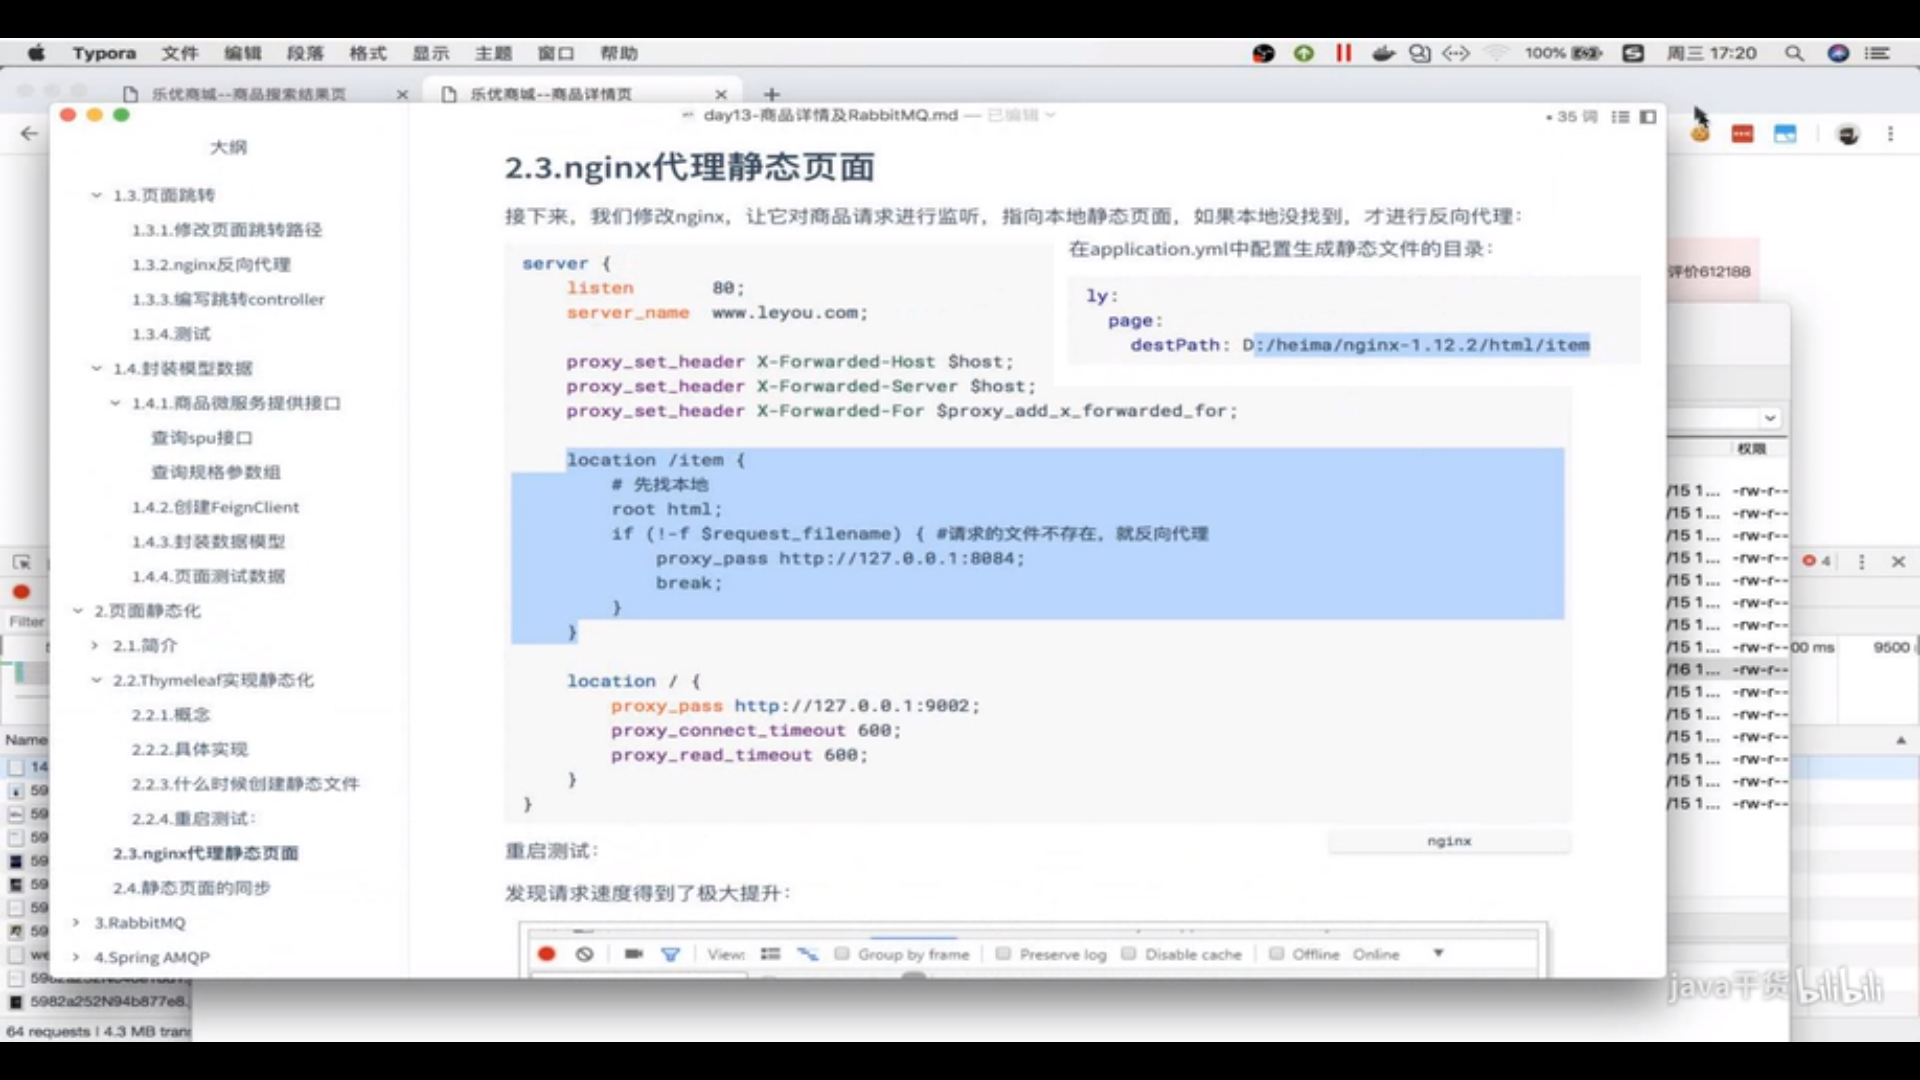 Typora 文件 编辑 段落 格式 显示 主题 窗口 帮助 100% 周三 17:20
乐优商城--商品搜索结果页 × 乐优商城--商品详情页 × +
day13-商品详情及RabbitMQ.md — 已编辑
35 词
大纲
1.3.页面跳转
1.3.1.修改页面跳转路径
1.3.2.nginx反向代理
1.3.3.编写跳转controller
1.3.4.测试
1.4.封装模型数据
1.4.1.商品微服务提供接口
查询spu接口
查询规格参数组
1.4.2.创建FeignClient
1.4.3.封装数据模型
1.4.4.页面测试数据
2.页面静态化
2.1.简介
2.2.Thymeleaf实现静态化
2.2.1.概念
2.2.2.具体实现
2.2.3.什么时候创建静态文件
2.2.4.重启测试：
2.3.nginx代理静态页面
2.4.静态页面的同步
3.RabbitMQ
4.Spring AMQP
2.3.nginx代理静态页面
接下来，我们修改nginx，让它对商品请求进行监听，指向本地静态页面，如果本地没找到，才进行反向代理：
server {
listen 80;
server_name www.leyou.com;
proxy_set_header X-Forwarded-Host $host;
proxy_set_header X-Forwarded-Server $host;
proxy_set_header X-Forwarded-For $proxy_add_x_forwarded_for;
location /item {
# 先找本地
root html;
if (!-f $request_filename) { #请求的文件不存在，就反向代理
proxy_pass http://127.0.0.1:8084;
break;
}
}
location / {
proxy_pass http://127.0.0.1:9002;
proxy_connect_timeout 600;
proxy_read_timeout 600;
}
}
nginx
在application.yml中配置生成静态文件的目录：
ly:
page:
destPath: D:/heima/nginx-1.12.2/html/item
重启测试：
发现请求速度得到了极大提升：
View: Group by frame Preserve log Disable cache Offline Online
评价612188
权限
/15 1... -rw-r--
/15 1... -rw-r--
/15 1... -rw-r--
/15 1... -rw-r--
/15 1... -rw-r--
/15 1... -rw-r--
/15 1... -rw-r--
/15 1... -rw-r--
/16 1... -rw-r--
/15 1... -rw-r--
/15 1... -rw-r--
/15 1... -rw-r--
/15 1... -rw-r--
/15 1... -rw-r--
/15 1... -rw-r--
4
00 ms 9500
Filter
Name
14
59
59
59
59
59
59
59
we
5982a252N94b877e8.
64 requests | 4.3 MB tran
java干货 bilibili